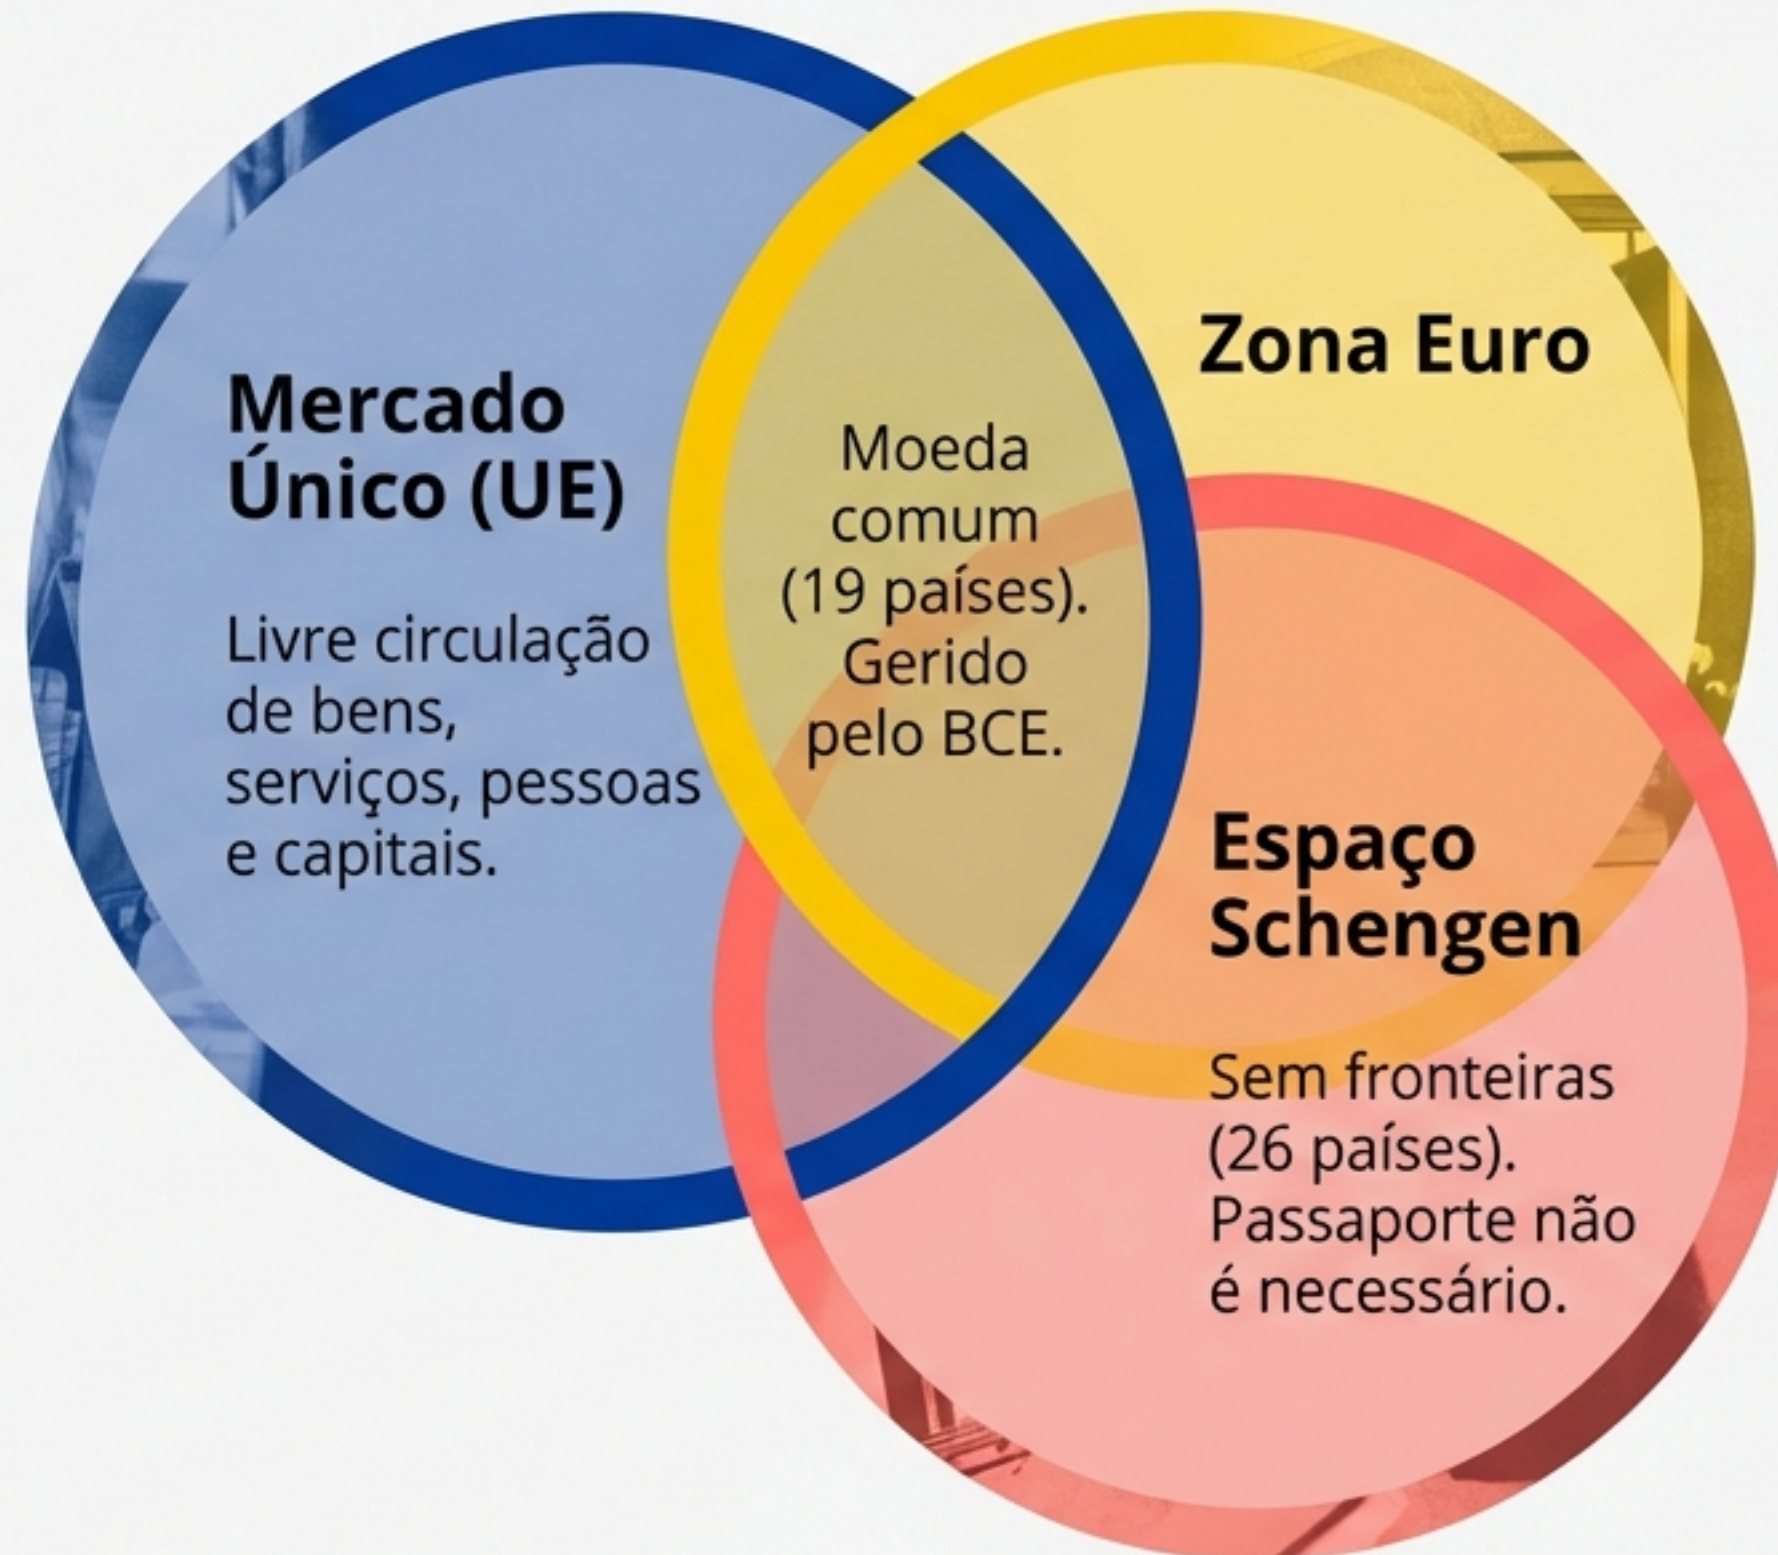 Mercado
Único (UE)
Livre circulação
de bens,
serviços, pessoas
e capitais.
Moeda
comum
(19 países).
Gerido
pelo BCE.
Zona Euro
Espaço
Schengen
Sem fronteiras
(26 países).
Passaporte não
é necessário.